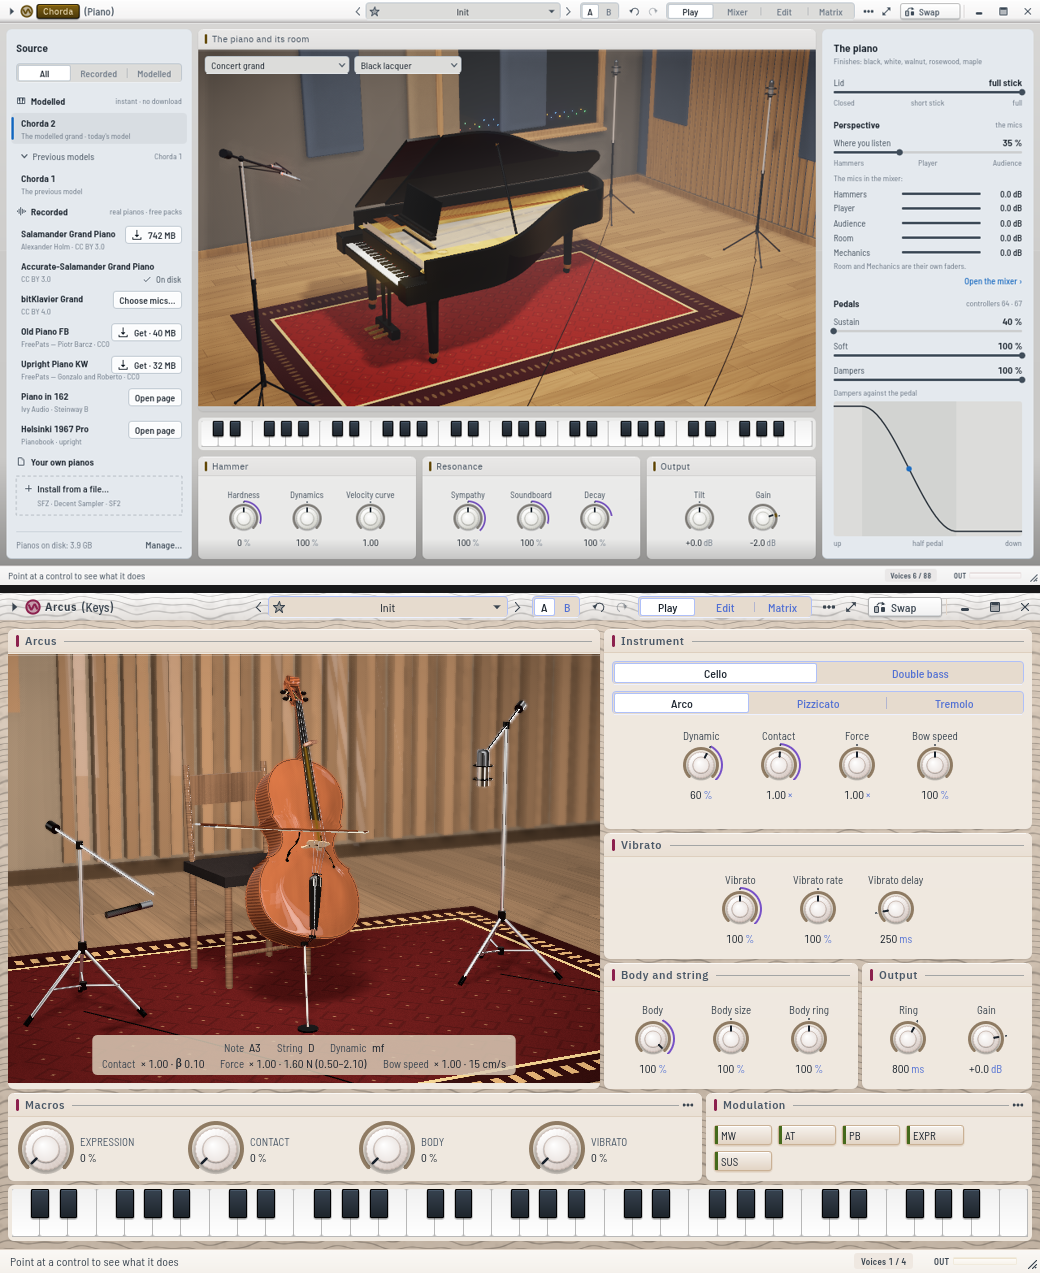 Chorda (Piano)
Init
A B
Play Mixer Edit Matrix
Swap
Source
All Recorded Modelled
Modelled instant · no download
Chorda 2
The modelled grand · today's model
Previous models Chorda 1
Chorda 1
The previous model
Recorded real pianos · free packs
Salamander Grand Piano 742 MB
Alexander Holm · CC BY 3.0
Accurate-Salamander Grand Piano
CC BY 3.0 On disk
bitKlavier Grand Choose mics...
CC BY 4.0
Old Piano FB Get · 40 MB
FreePats — Piotr Barcz · CC0
Upright Piano KW Get · 32 MB
FreePats — Gonzalo and Roberto · CC0
Piano in 162 Open page
Ivy Audio · Steinway B
Helsinki 1967 Pro Open page
Pianobook · upright
Your own pianos
+ Install from a file...
SFZ · Decent Sampler · SF2
Pianos on disk: 3.9 GB Manage...
The piano and its room
Concert grand Black lacquer
Hammer
Hardness Dynamics Velocity curve
0 % 100 % 1.00
Resonance
Sympathy Soundboard Decay
100 % 100 % 100 %
Output
Tilt Gain
+0.0 dB -2.0 dB
The piano
Finishes: black, white, walnut, rosewood, maple
Lid full stick
Closed short stick full
Perspective the mics
Where you listen 35 %
Hammers Player Audience
The mics in the mixer:
Hammers 0.0 dB
Player 0.0 dB
Audience 0.0 dB
Room 0.0 dB
Mechanics 0.0 dB
Room and Mechanics are their own faders.
Open the mixer ›
Pedals controllers 64 - 67
Sustain 40 %
Soft 100 %
Dampers 100 %
Dampers against the pedal
up half pedal down
Point at a control to see what it does
Voices 6 / 88 OUT
Arcus (Keys)
Init
A B
Play Edit Matrix
Swap
Arcus
Note A3 String D Dynamic mf
Contact × 1.00 · β 0.10 Force × 1.00 · 1.60 N (0.50–2.10) Bow speed × 1.00 · 15 cm/s
Instrument
Cello Double bass
Arco Pizzicato Tremolo
Dynamic Contact Force Bow speed
60 % 1.00 × 1.00 × 100 %
Vibrato
Vibrato Vibrato rate Vibrato delay
100 % 100 % 250 ms
Body and string
Body Body size Body ring
100 % 100 % 100 %
Output
Ring Gain
800 ms +0.0 dB
Macros
EXPRESSION
0 %
CONTACT
0 %
BODY
0 %
VIBRATO
0 %
Modulation
MW AT PB EXPR
SUS
Point at a control to see what it does
Voices 1 / 4 OUT